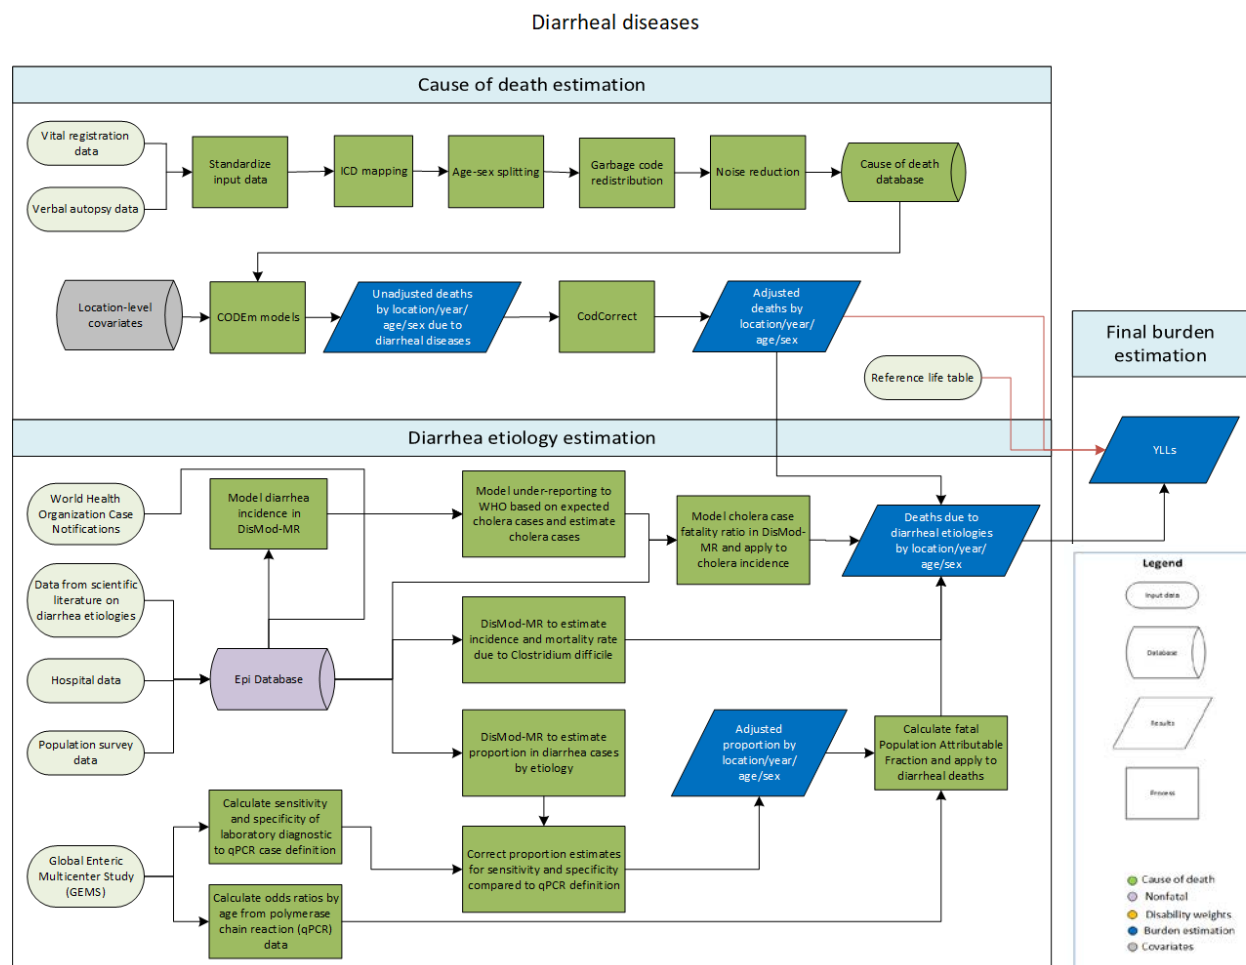 Diarrheal diseases
Cause of death estimation
Vital registration
data
Verbal autopsy data
Standardize
input data
ICD mapping
Age-sex splitting
Garbage code
redistribution
Noise reduction
Cause of death
database
Location-level
covariates
CODEm models
Unadjusted deaths
by location/year/
age/sex due to
diarrheal diseases
CodCorrect
Adjusted
deaths by
location/year/
age/sex
Reference life table
Final burden
estimation
YLLs
Diarrhea etiology estimation
World Health
Organization Case
Notifications
Model diarrhea
incidence in
DisMod-MR
Model under-reporting to
WHO based on expected
cholera cases and estimate
cholera cases
Model cholera case
fatality ratio in DisMod-
MR and apply to
cholera incidence
Deaths due to
diarrheal etiologies
by location/year/
age/sex
Data from scientific
literature on
diarrhea etiologies
Hospital data
Population survey
data
Epi Database
DisMod-MR to estimate
incidence and mortality rate
due to Clostridium difficile
DisMod-MR to estimate
proportion in diarrhea cases
by etiology
Adjusted
proportion by
location/year/
age/sex
Calculate fatal
Population Attributable
Fraction and apply to
diarrheal deaths
Global Enteric
Multicenter Study
(GEMS)
Calculate sensitivity
and specificity of
laboratory diagnostic
to qPCR case definition
Correct proportion estimates
for sensitivity and specificity
compared to qPCR definition
Calculate odds ratios by
age from polymerase
chain reaction (qPCR)
data
Legend
Input data
Database
Results
Process
Cause of death
Nonfatal
Disability weights
Burden estimation
Covariates